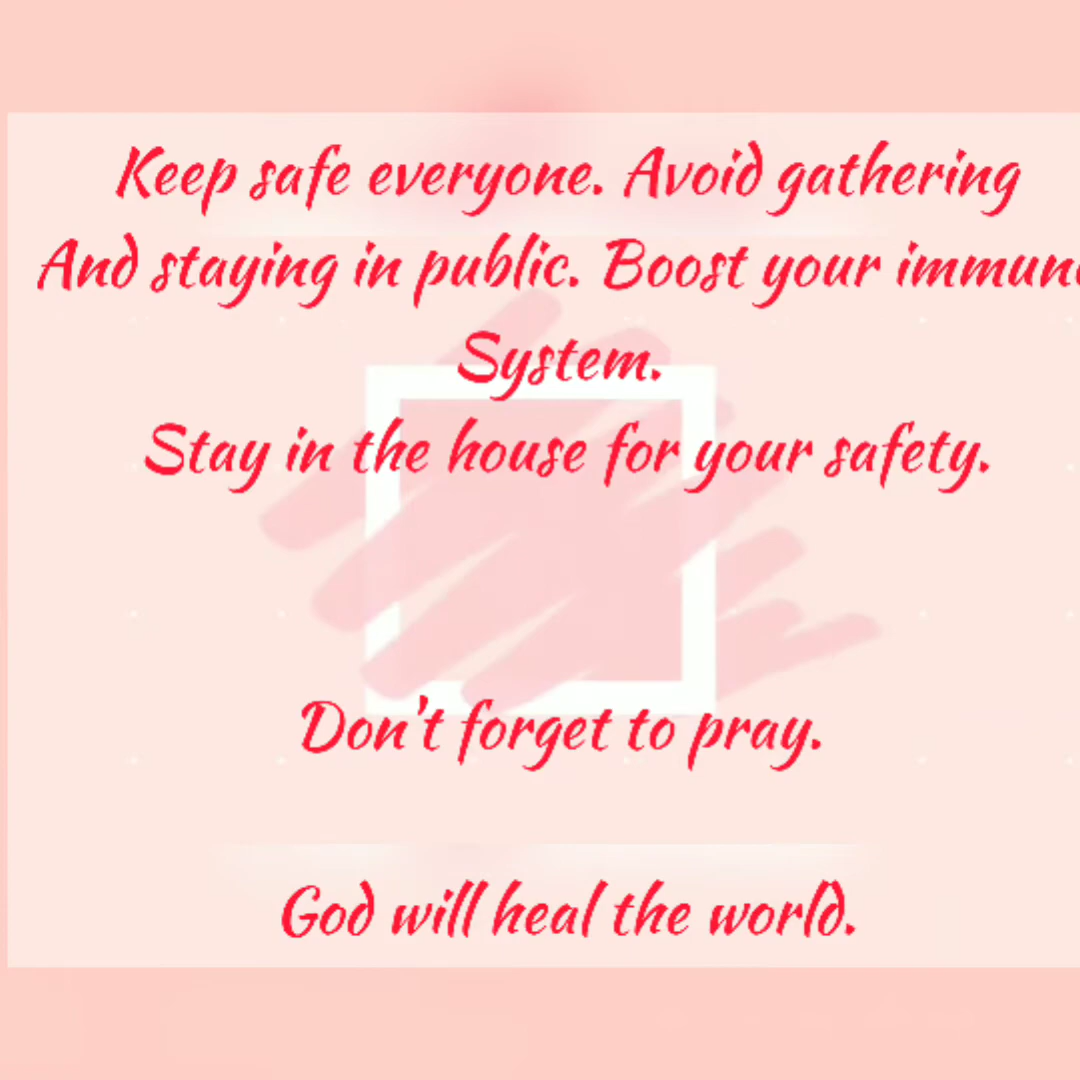 Keep safe everyone. Avoid gathering
And staying in public. Boost your immune
System.
Stay in the house for your safety.
Don't forget to pray.
God will heal the world.